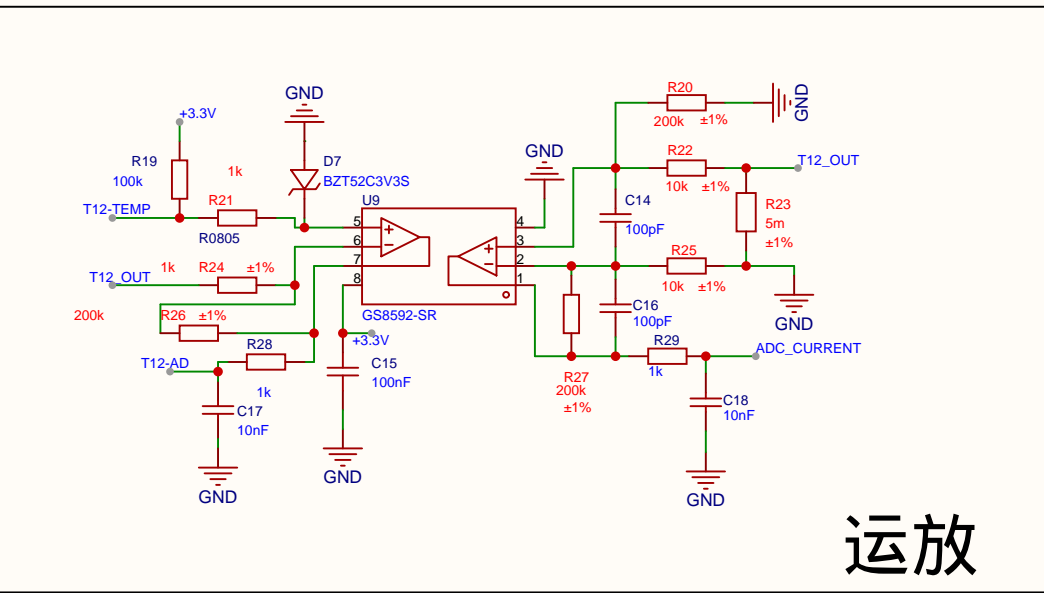 GND
+3.3V
R19
100k
1k
D7
BZT52C3V3S
T12-TEMP
R21
R0805
U9
5
6
7
8
4
3
2
1
GS8592-SR
T12_OUT
1k
R24
±1%
200k
R26
±1%
R28
1k
T12-AD
C17
10nF
GND
+3.3V
C15
100nF
GND
GND
R20
200k
±1%
GND
R22
10k
±1%
T12_OUT
C14
100pF
R23
5m
±1%
R25
10k
±1%
GND
C16
100pF
R29
1k
ADC_CURRENT
R27
200k
±1%
C18
10nF
GND
运放